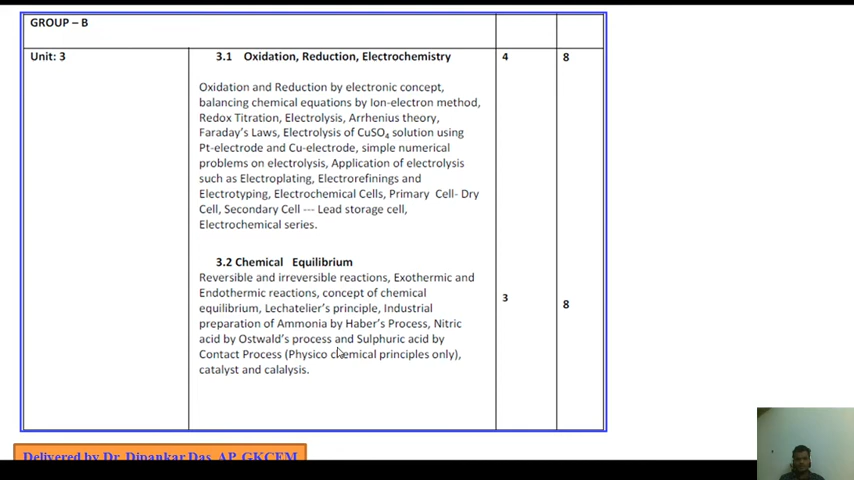 GROUP – B
Unit: 3
3.1 Oxidation, Reduction, Electrochemistry
4
8
Oxidation and Reduction by electronic concept,
balancing chemical equations by Ion-electron method,
Redox Titration, Electrolysis, Arrhenius theory,
Faraday's Laws, Electrolysis of CuSO₄ solution using
Pt-electrode and Cu-electrode, simple numerical
problems on electrolysis, Application of electrolysis
such as Electroplating, Electrorefinings and
Electrotyping, Electrochemical Cells, Primary Cell- Dry
Cell, Secondary Cell --- Lead storage cell,
Electrochemical series.
3.2 Chemical Equilibrium
Reversible and irreversible reactions, Exothermic and
Endothermic reactions, concept of chemical
equilibrium, Lechatelier's principle, Industrial
preparation of Ammonia by Haber's Process, Nitric
acid by Ostwald's process and Sulphuric acid by
Contact Process (Physico chemical principles only),
catalyst and calalysis.
3
8
Delivered by Dr. Dipankar Das, AP, GKCEM